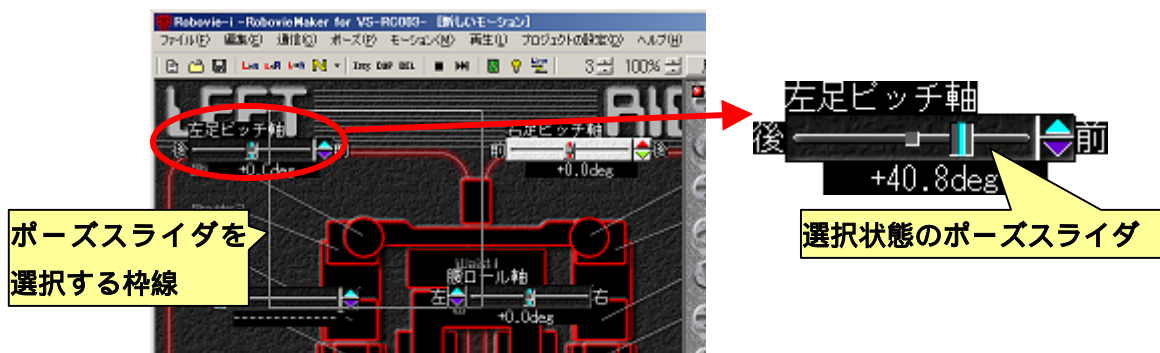 Robovie-i -RobovieMaker for VS-RC003- [新しいモーション]
ファイル(F) 編集(E) 通信(C) ポーズ(P) モーション(M) 再生(L) プロジェクトの設定(O) ヘルプ(H)
3 100%
LEFT
左足ピッチ軸
後 前
+0.0deg
右足ピッチ軸
前 後
+0.0deg
腰ロール軸
左 右
+0.0deg
ポーズスライダを
選択する枠線
左足ピッチ軸
後 前
+40.8deg
選択状態のポーズスライダ